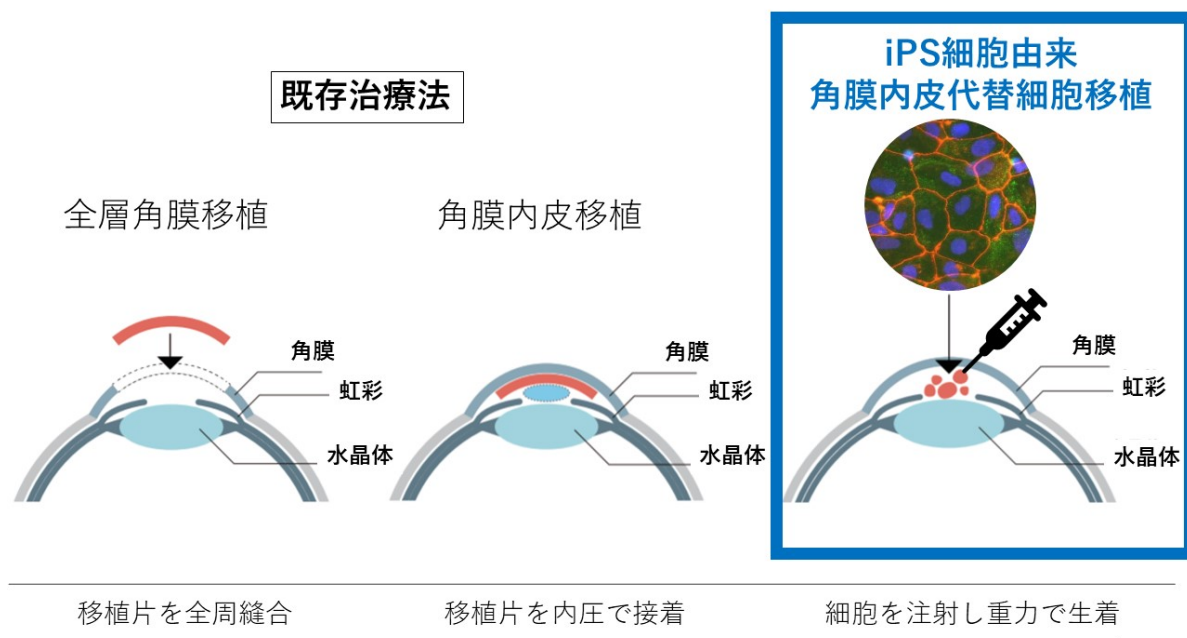 既存治療法
iPS細胞由来
角膜内皮代替細胞移植
全層角膜移植
角膜内皮移植
角膜
虹彩
水晶体
角膜
虹彩
水晶体
角膜
虹彩
水晶体
移植片を全周縫合
移植片を内圧で接着
細胞を注射し重力で生着